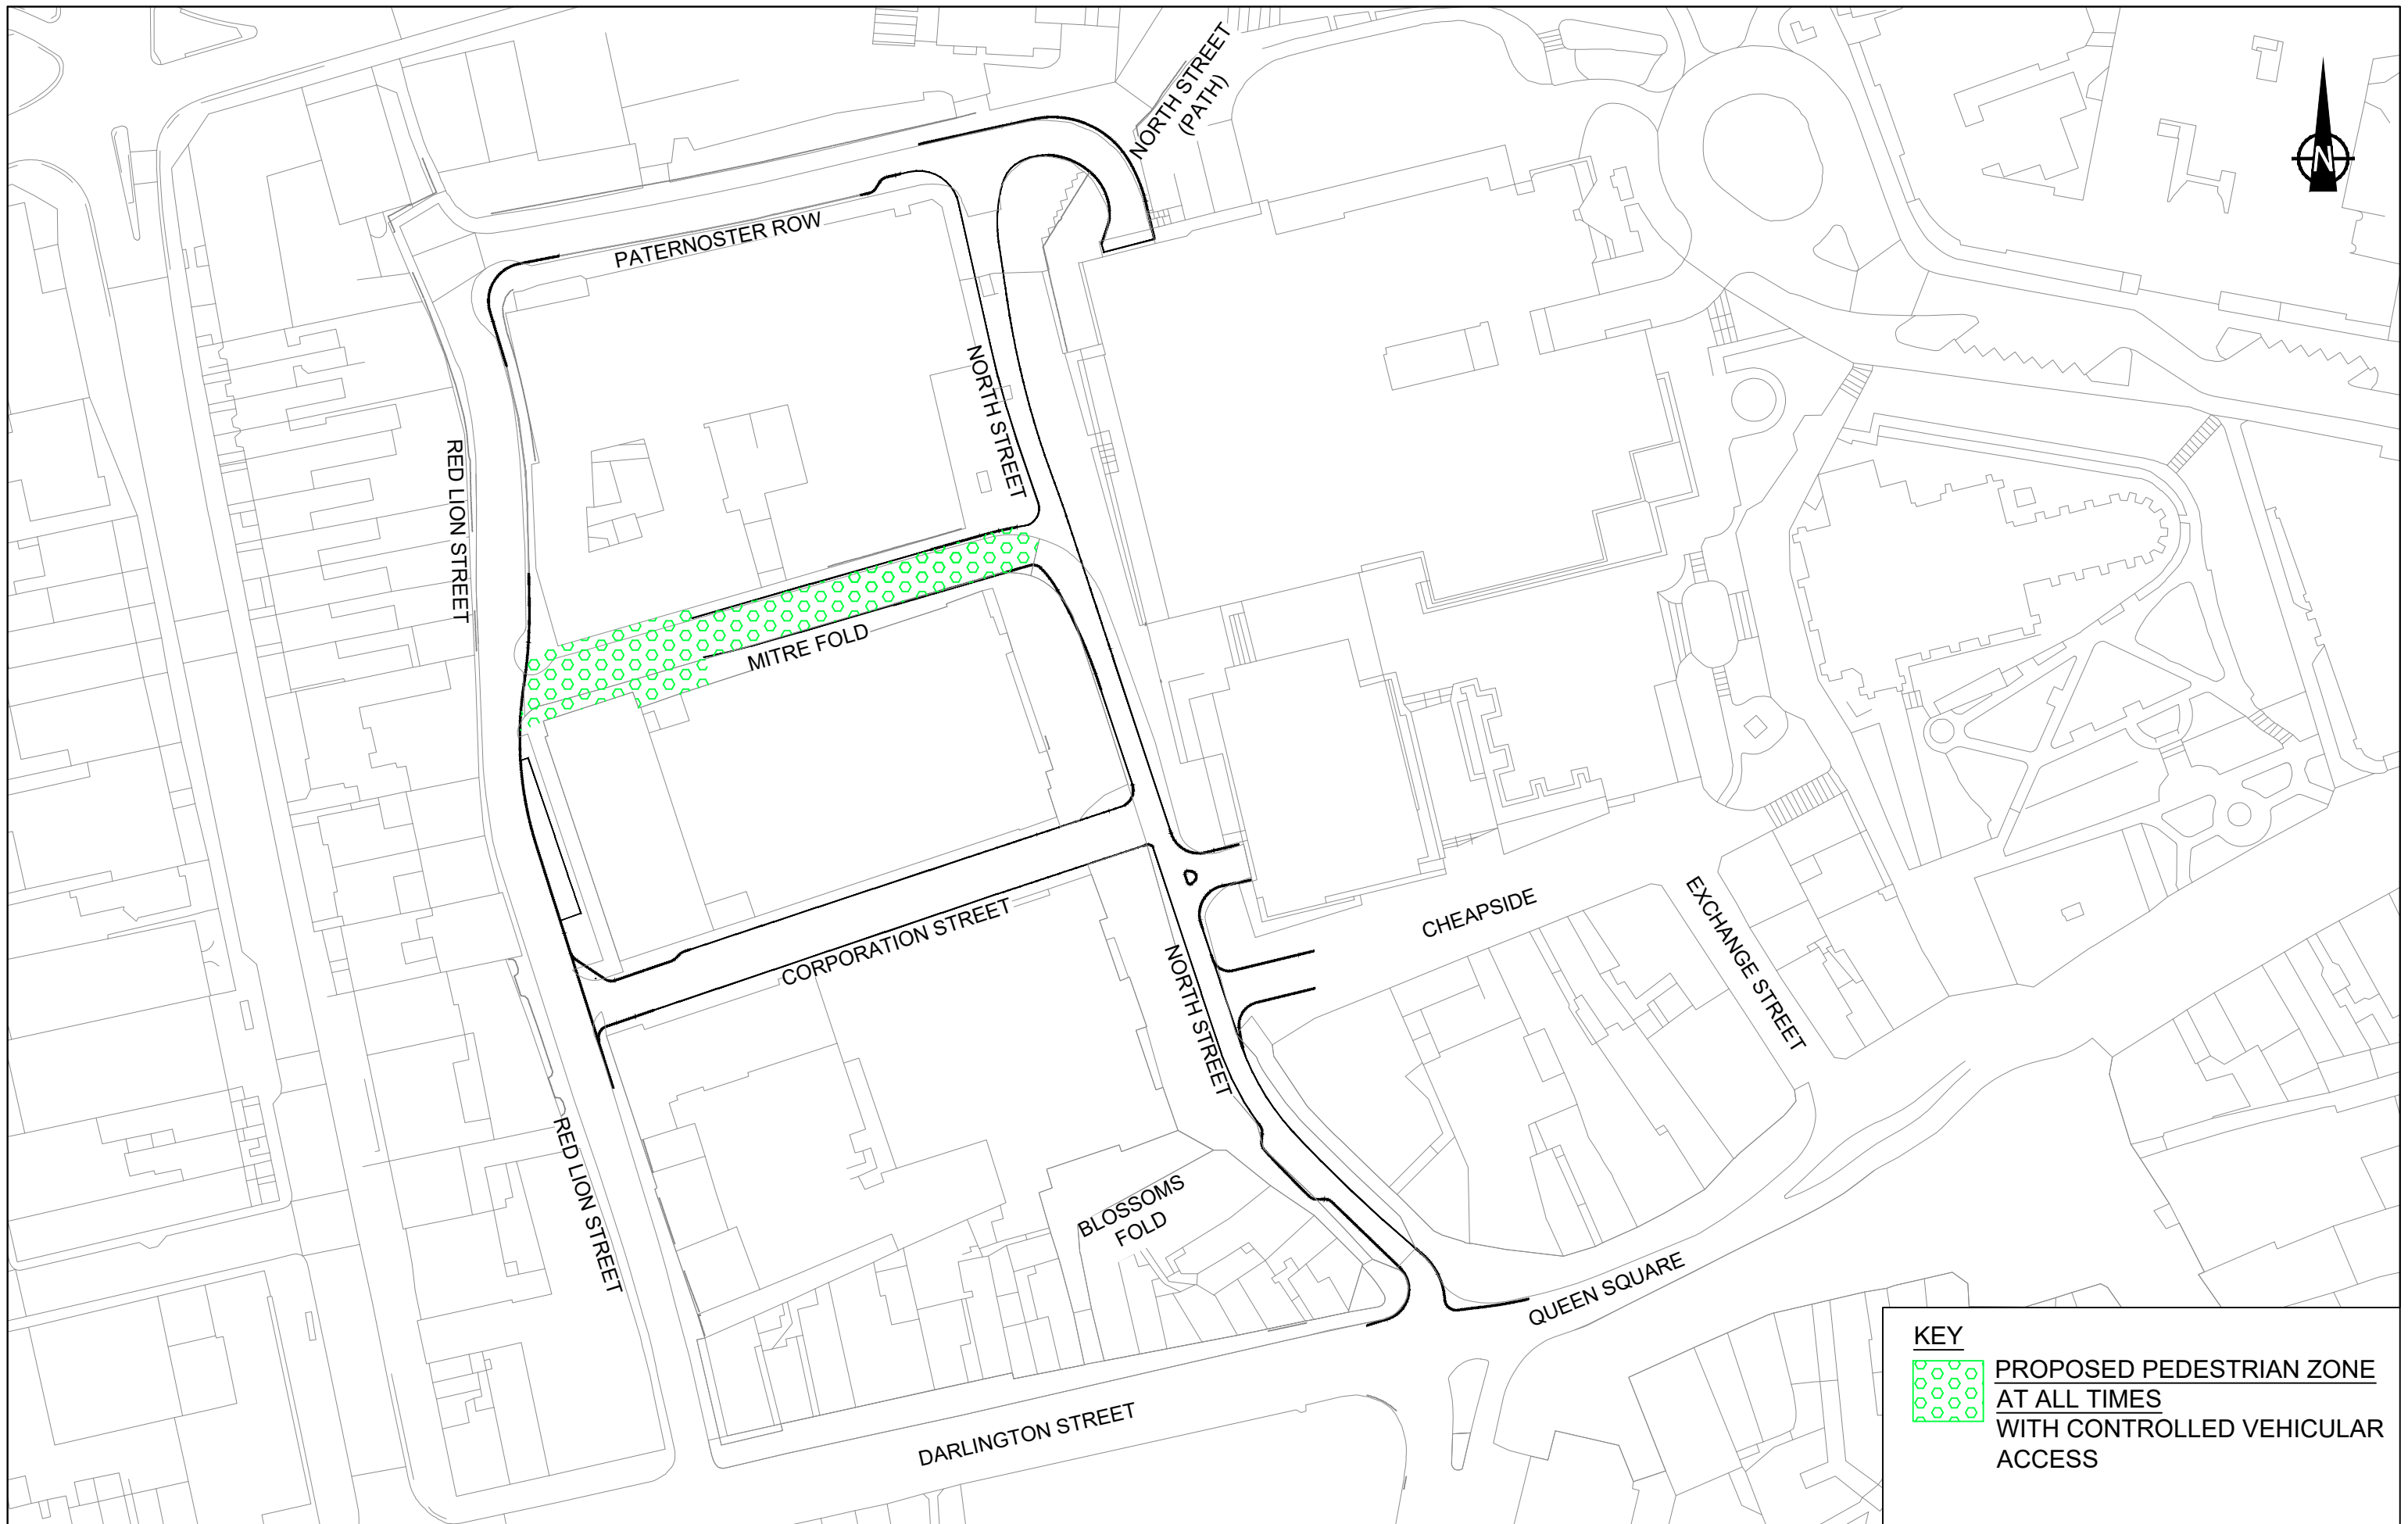 NORTH STREET
(PATH)
N
PATERNOSTER ROW
NORTH STREET
RED LION STREET
MITRE FOLD
CHEAPSIDE
EXCHANGE STREET
CORPORATION STREET
NORTH STREET
RED LION STREET
BLOSSOMS
FOLD
QUEEN SQUARE
DARLINGTON STREET
KEY
PROPOSED PEDESTRIAN ZONE
AT ALL TIMES
WITH CONTROLLED VEHICULAR
ACCESS